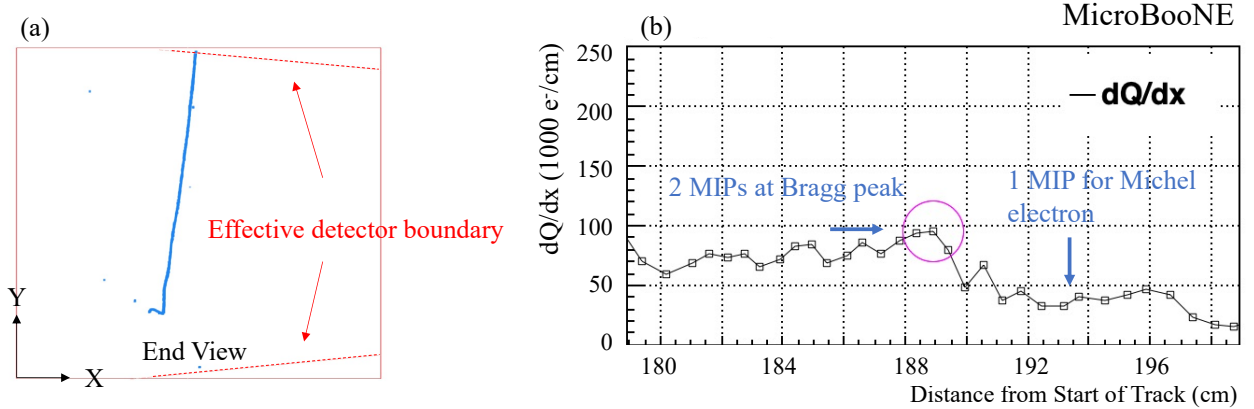 (a)
Effective detector boundary
Y
X
End View
MicroBooNE
(b)
dQ/dx (1000 e⁻/cm)
250
200
150
100
50
0
dQ/dx
2 MIPs at Bragg peak
1 MIP for Michel
electron
180 184 188 192 196
Distance from Start of Track (cm)